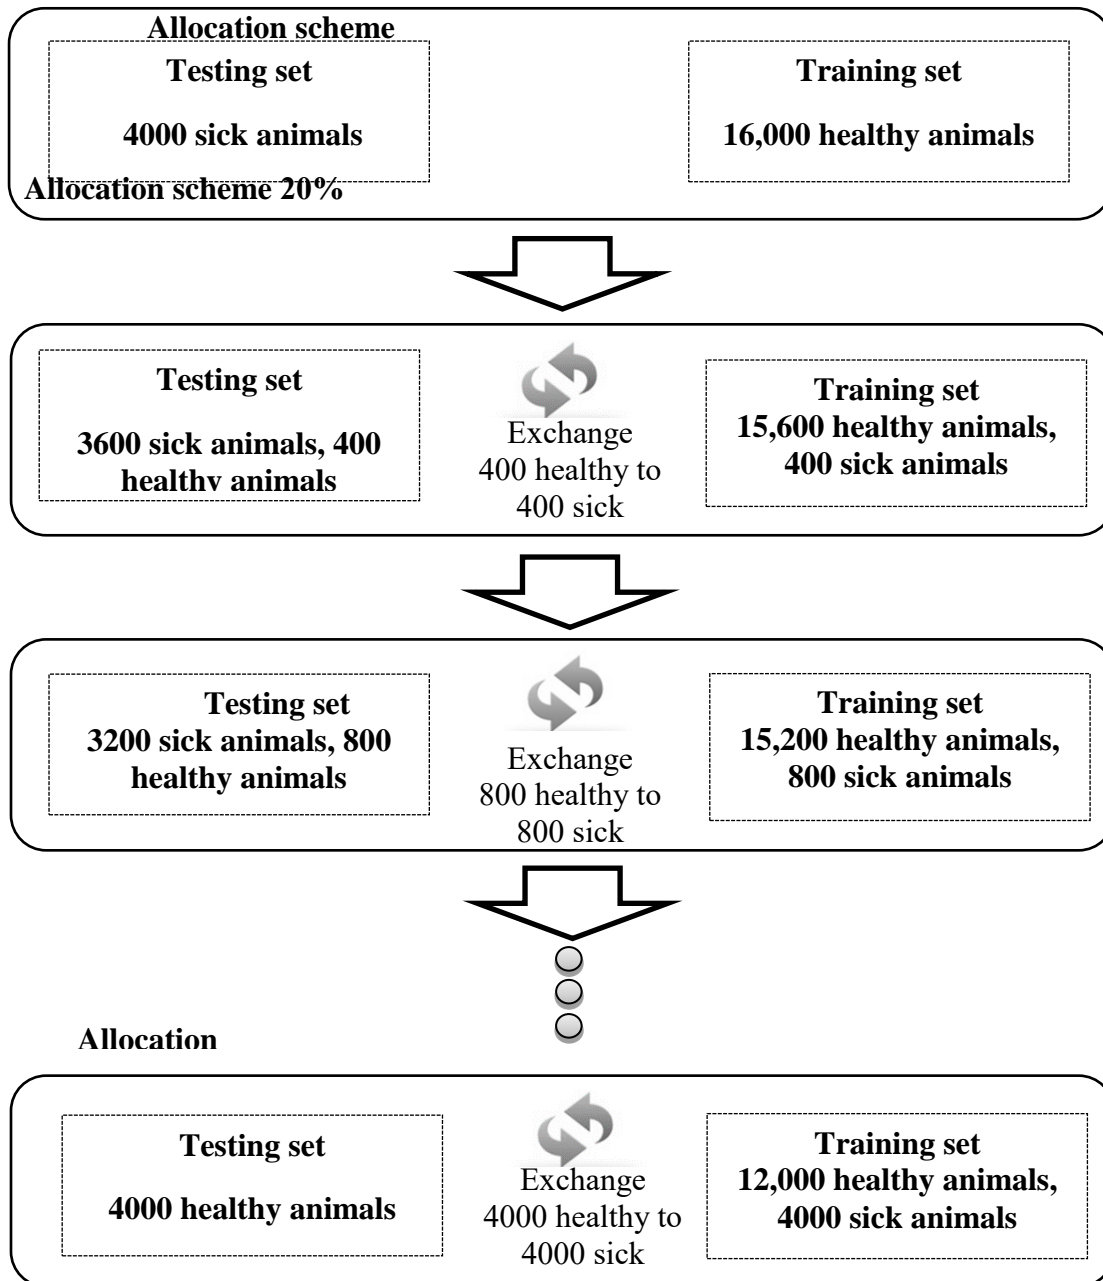 Allocation scheme
Testing set
4000 sick animals
Training set
16,000 healthy animals
Allocation scheme 20%
Testing set
3600 sick animals, 400
healthy animals
Exchange
400 healthy to
400 sick
Training set
15,600 healthy animals,
400 sick animals
Testing set
3200 sick animals, 800
healthy animals
Exchange
800 healthy to
800 sick
Training set
15,200 healthy animals,
800 sick animals
Allocation
Testing set
4000 healthy animals
Exchange
4000 healthy to
4000 sick
Training set
12,000 healthy animals,
4000 sick animals